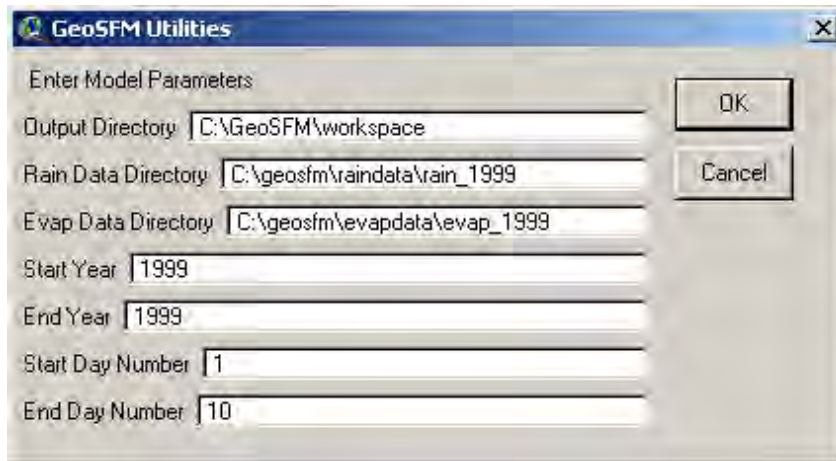 GeoSFM Utilities
Enter Model Parameters
Output Directory C:\GeoSFM\workspace
Rain Data Directory C:\geosfm\raindata\rain_1999
Evap Data Directory C:\geosfm\evapdata\evap_1999
Start Year 1999
End Year 1999
Start Day Number 1
End Day Number 10
OK
Cancel